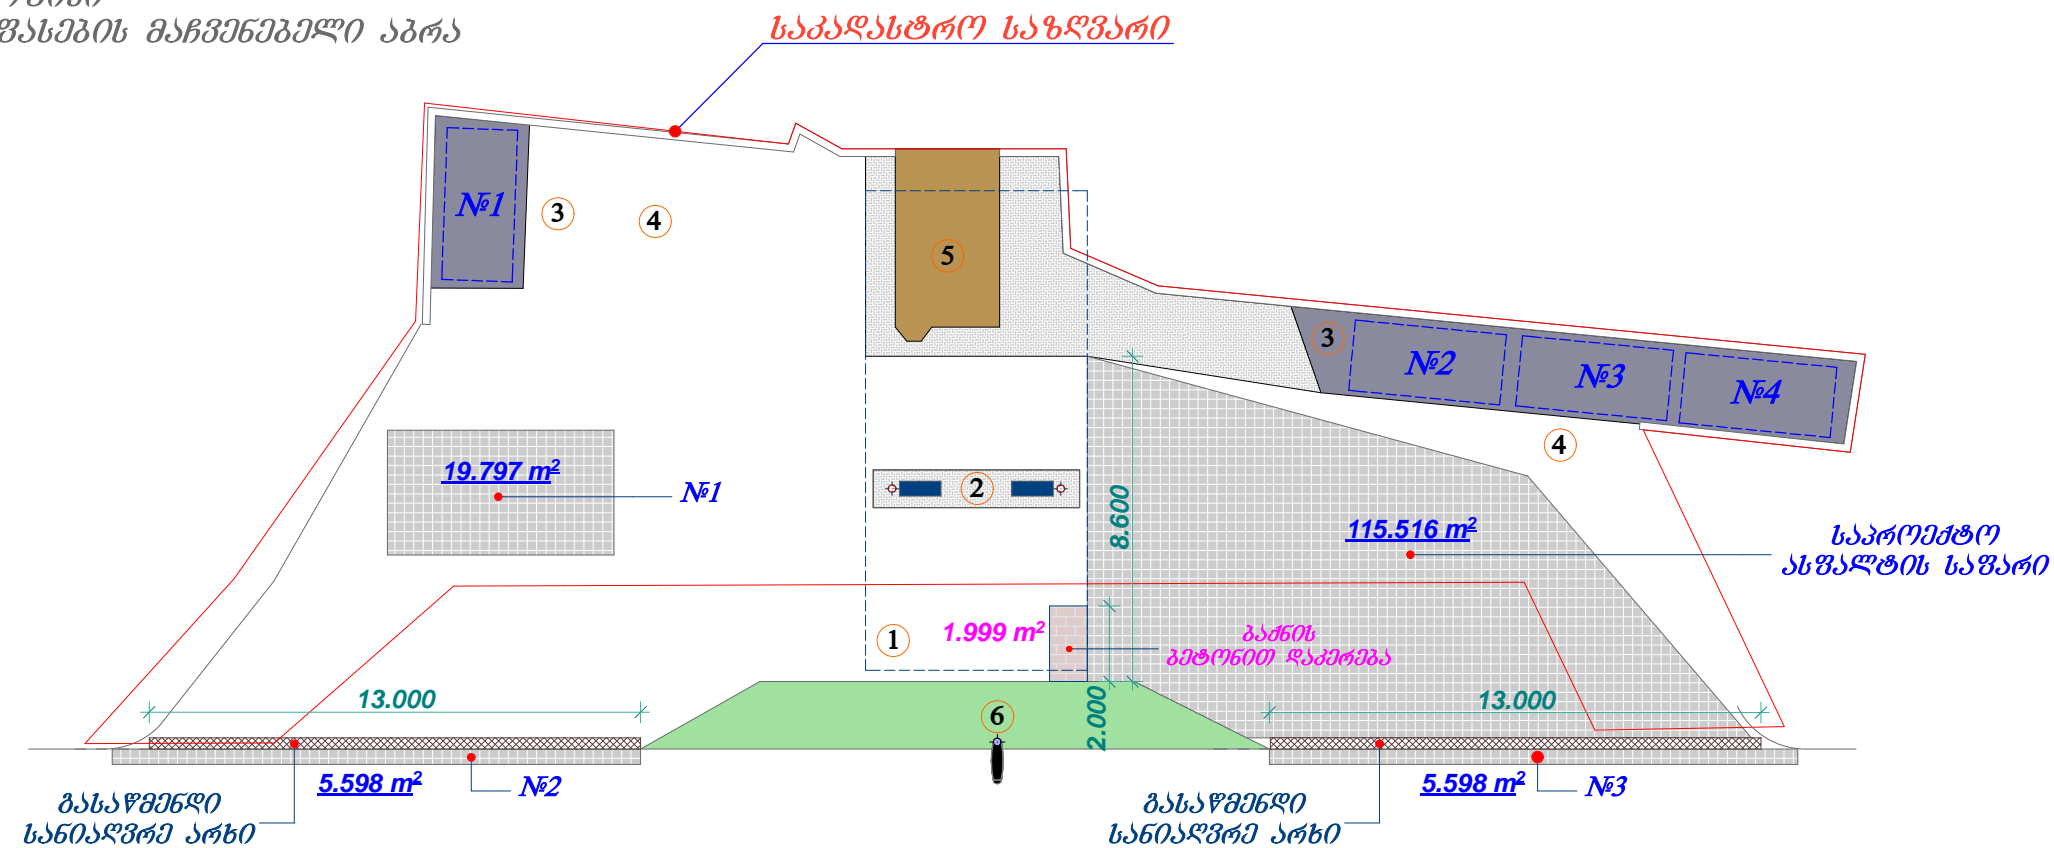 ფასების მაჩვენებელი აბრა
საკადასტრო საზღვარი
№1
3
4
5
3
№2
№3
№4
4
19.797 m²
№1
2
8.600
115.516 m²
საპროექტო
ასფალტის საფარი
1
1.999 m²
ბაქნის
ბეტონით დაკერება
13.000
6
2.000
13.000
5.598 m²
№2
გასაწმენდი
სანიაღვრე არხი
5.598 m²
№3
გასაწმენდი
სანიაღვრე არხი